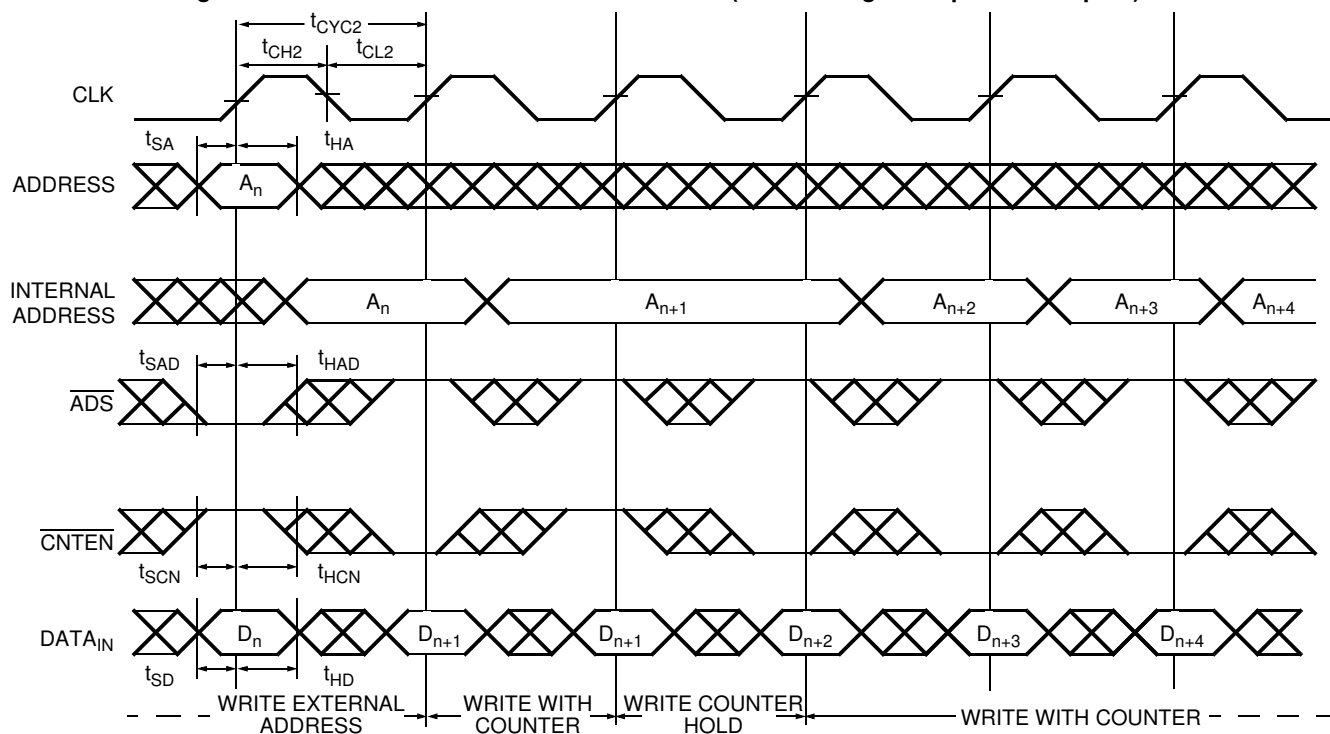 tCYC2
tCH2 tCL2
CLK
tSA tHA
ADDRESS An
INTERNAL ADDRESS An An+1 An+2 An+3 An+4
tSAD tHAD
ADS
CNTEN
tSCN tHCN
DATAIN Dn Dn+1 Dn+1 Dn+2 Dn+3 Dn+4
tSD tHD
WRITE EXTERNAL ADDRESS WRITE WITH COUNTER WRITE COUNTER HOLD WRITE WITH COUNTER